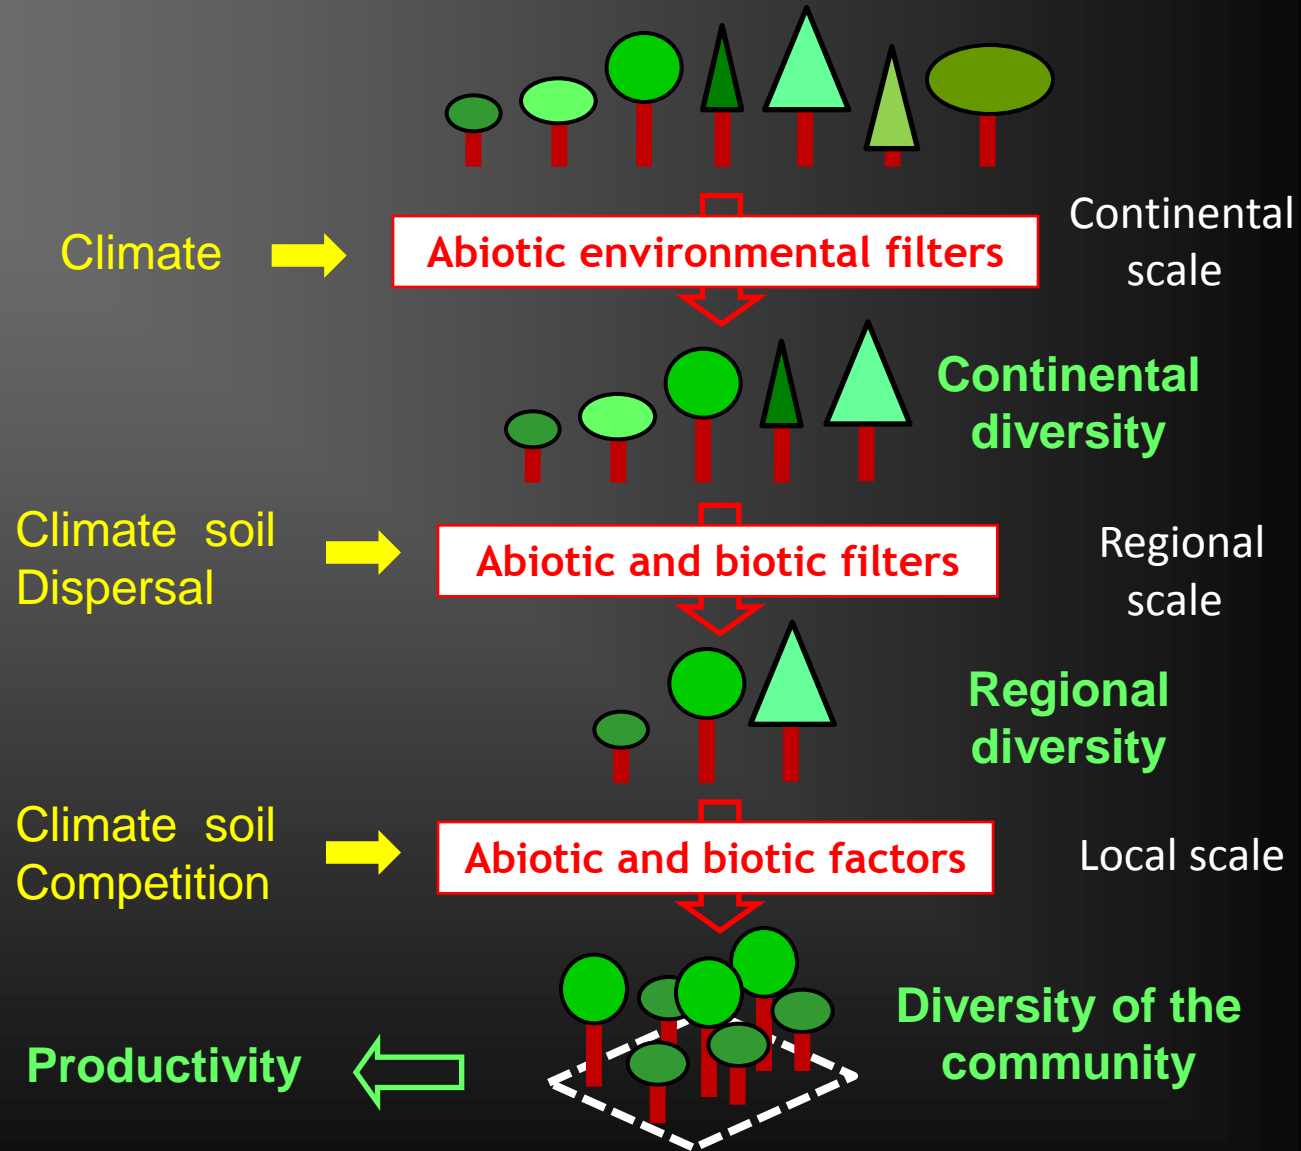 Climate
Abiotic environmental filters
Continental
scale
Continental
diversity
Climate soil
Dispersal
Abiotic and biotic filters
Regional
scale
Regional
diversity
Climate soil
Competition
Abiotic and biotic factors
Local scale
Diversity of the
community
Productivity